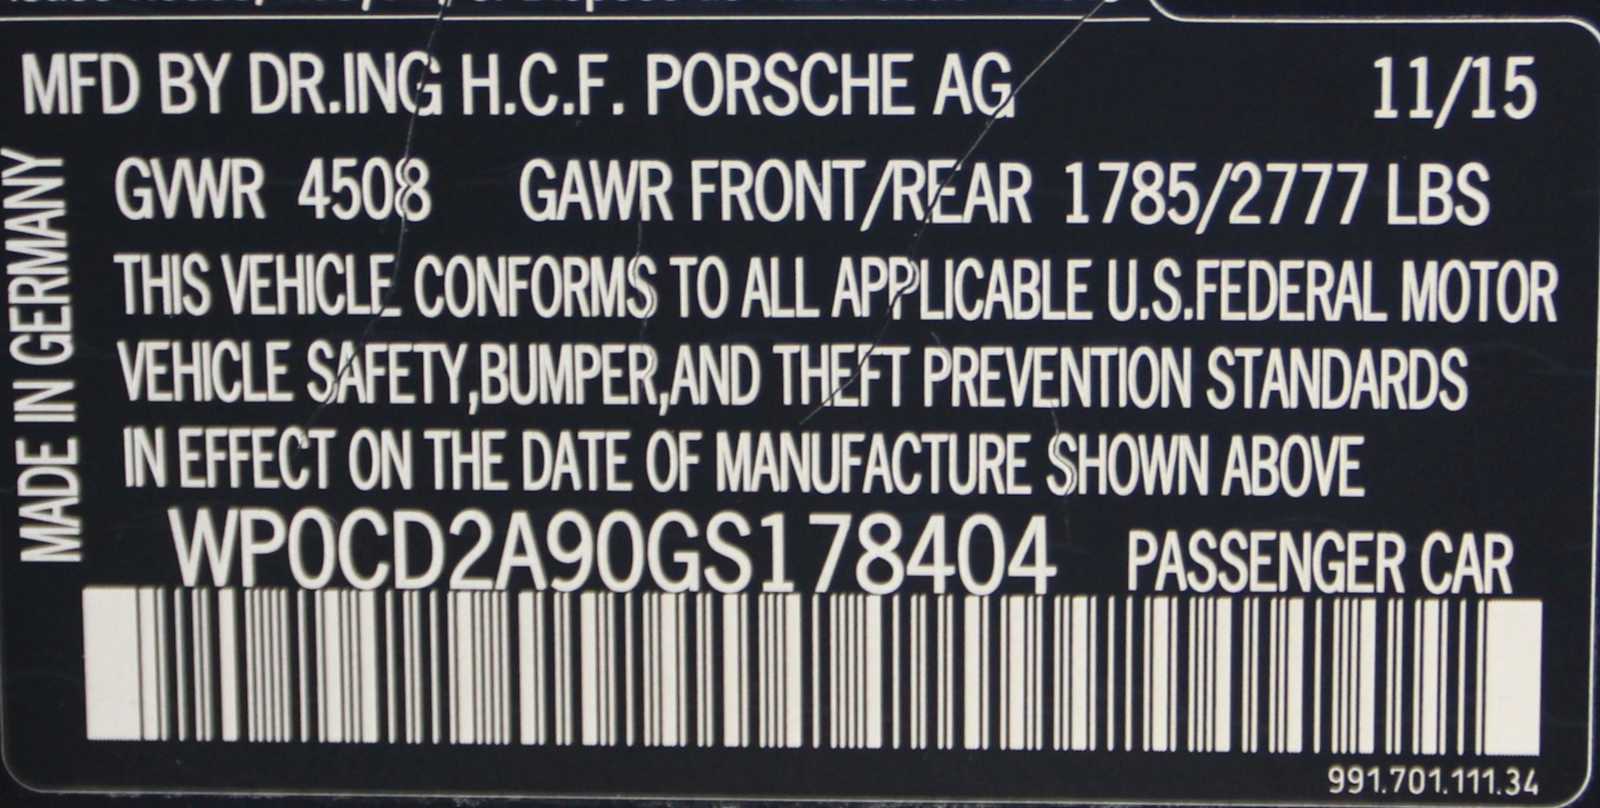 MFD BY DR.ING H.C.F. PORSCHE AG 11/15
GVWR 4508 GAWR FRONT/REAR 1785/2777 LBS
THIS VEHICLE CONFORMS TO ALL APPLICABLE U.S.FEDERAL MOTOR
VEHICLE SAFETY,BUMPER,AND THEFT PREVENTION STANDARDS
IN EFFECT ON THE DATE OF MANUFACTURE SHOWN ABOVE
WP0CD2A90GS178404 PASSENGER CAR
MADE IN GERMANY
991.701.111.34